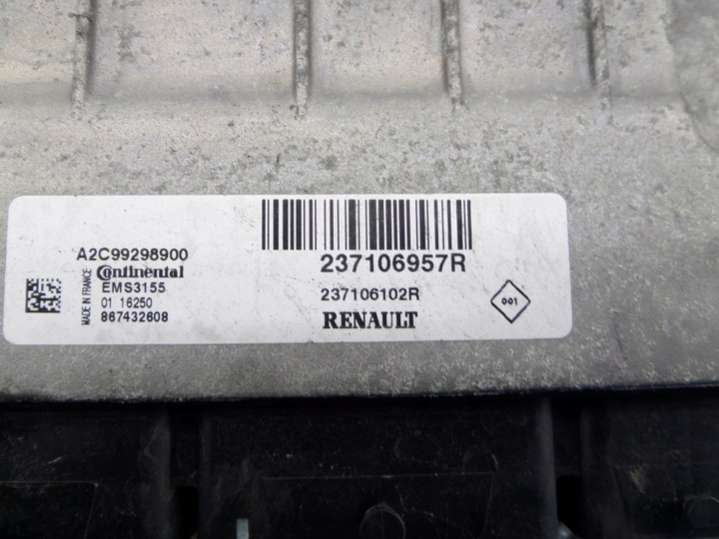 A2C99298900
MADE IN FRANCE
Continental
EMS3155
01 16250
867432608
237106957R
237106102R
RENAULT
001